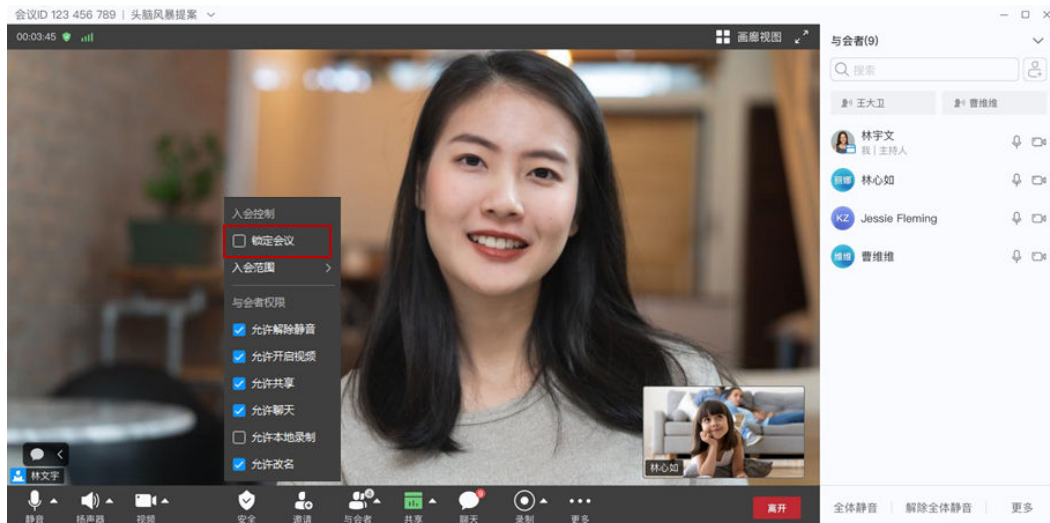 会议ID 123 456 789 | 头脑风暴提案
00:03:45
画廊视图
与会者(9)
搜索
王大卫
曹维维
林宇文
我 | 主持人
丽娜
林心如
KZ
Jessie Fleming
维维
曹维维
入会控制
锁定会议
入会范围
与会者权限
允许解除静音
允许开启视频
允许共享
允许聊天
允许本地录制
允许改名
林心如
林文宇
静音
扬声器
视频
安全
邀请
与会者
共享
聊天
录制
更多
离开
全体静音
解除全体静音
更多